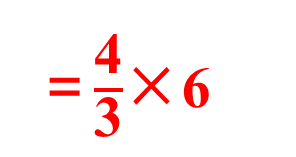 = 4/3 × 6